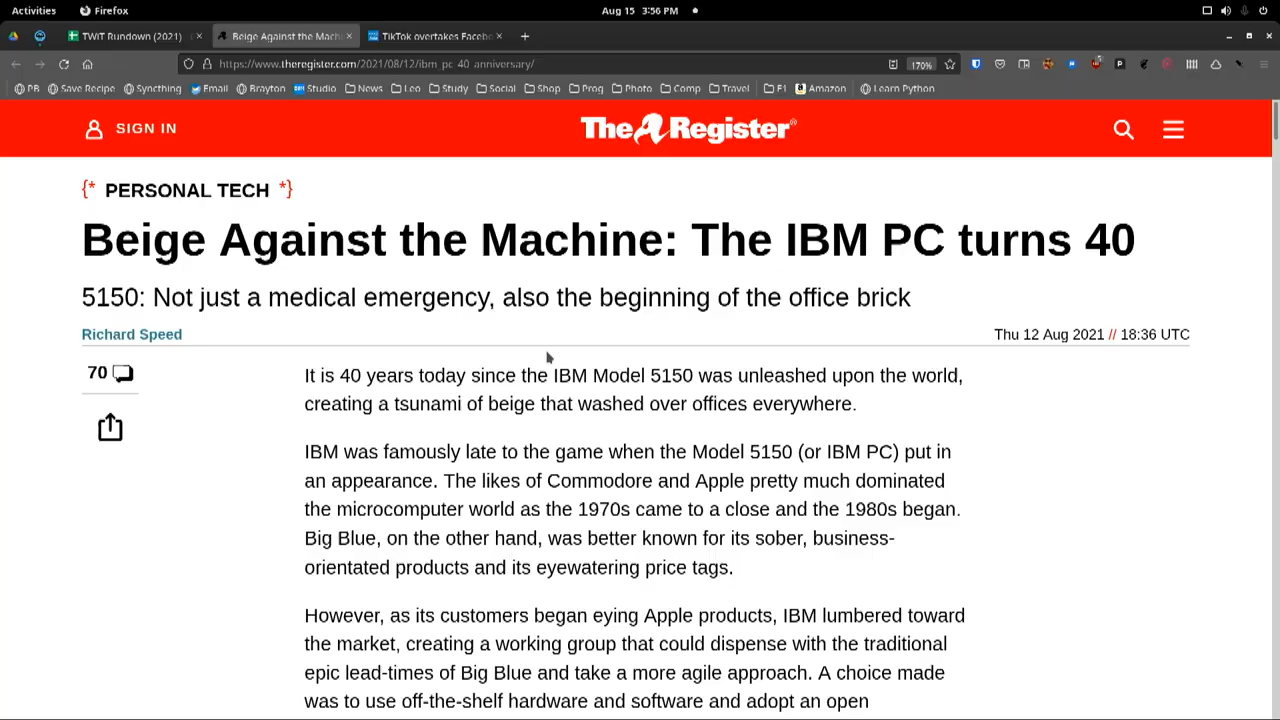 Activities Firefox Aug 15 3:56 PM
TWiT Rundown (2021) Beige Against the Mach TikTok overtakes Facebo
https://www.theregister.com/2021/08/12/ibm_pc_40_anniversary/ 170%
PB Save Recipe Syncthing Email Brayton Studio News Leo Study Social Shop Prog Photo Comp Travel F1 Amazon Learn Python
SIGN IN The Register
{* PERSONAL TECH *}
Beige Against the Machine: The IBM PC turns 40
5150: Not just a medical emergency, also the beginning of the office brick
Richard Speed Thu 12 Aug 2021 // 18:36 UTC
70
It is 40 years today since the IBM Model 5150 was unleashed upon the world,
creating a tsunami of beige that washed over offices everywhere.
IBM was famously late to the game when the Model 5150 (or IBM PC) put in
an appearance. The likes of Commodore and Apple pretty much dominated
the microcomputer world as the 1970s came to a close and the 1980s began.
Big Blue, on the other hand, was better known for its sober, business-
orientated products and its eyewatering price tags.
However, as its customers began eying Apple products, IBM lumbered toward
the market, creating a working group that could dispense with the traditional
epic lead-times of Big Blue and take a more agile approach. A choice made
was to use off-the-shelf hardware and software and adopt an open